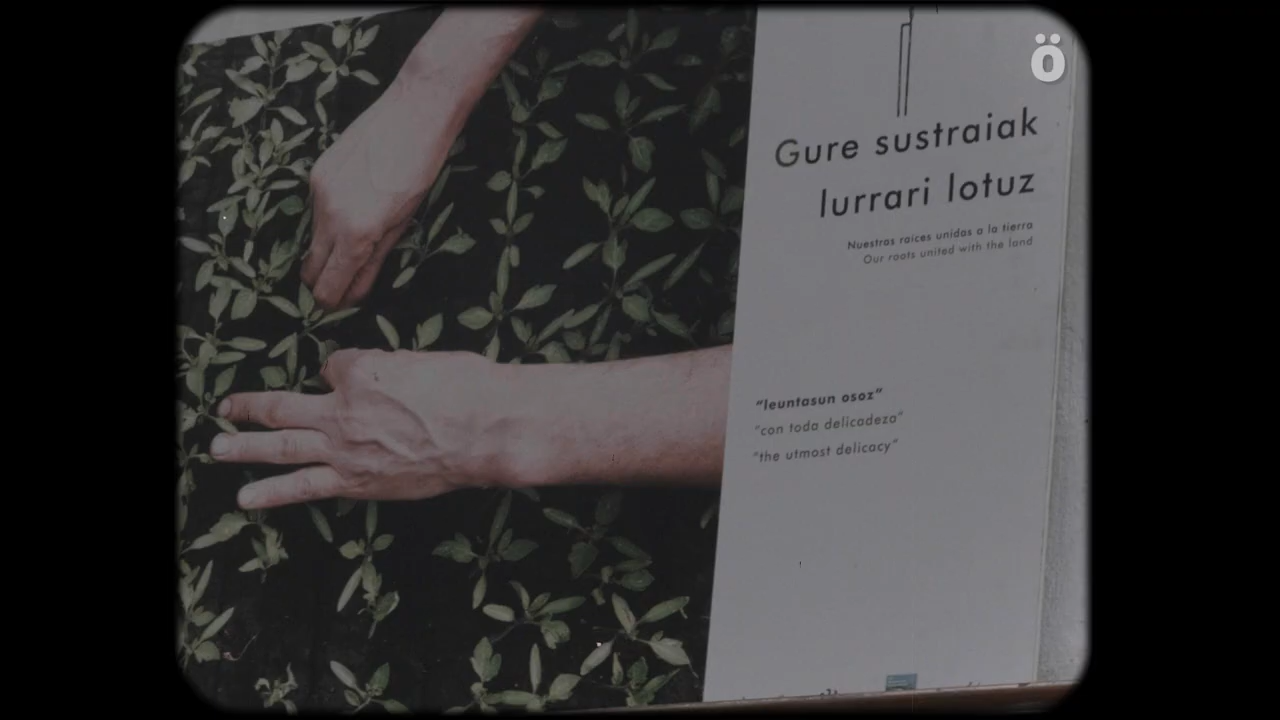 ö
Gure sustraiak
lurrari lotuz
Nuestras raíces unidas a la tierra
Our roots united with the land
"leuntasun osoz"
"con toda delicadeza"
"the utmost delicacy"